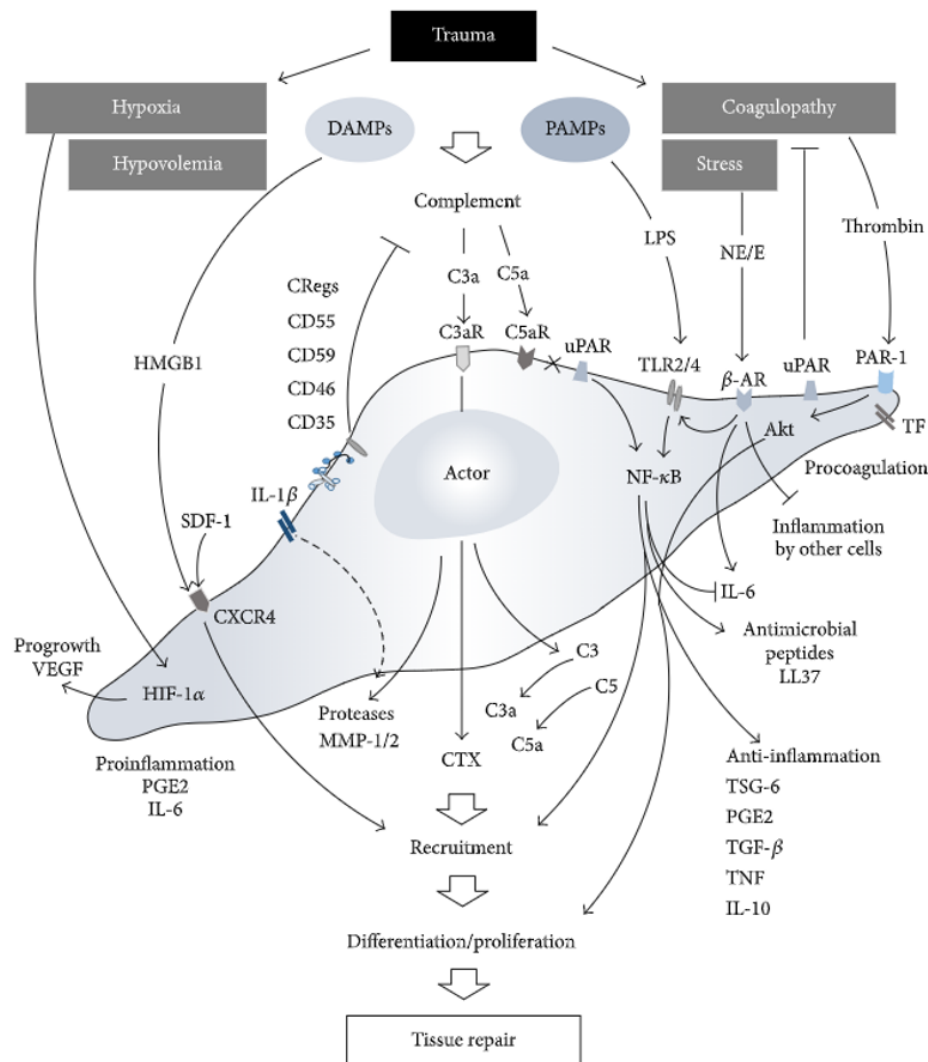 Trauma
Hypoxia
Hypovolemia
DAMPs
PAMPs
Coagulopathy
Stress
Complement
C3a
C5a
LPS
NE/E
Thrombin
CRegs
CD55
CD59
CD46
CD35
C3aR
C5aR
uPAR
TLR2/4
β-AR
uPAR
PAR-1
TF
HMGB1
Akt
Procoagulation
Actor
NF-κB
IL-1β
SDF-1
Inflammation
by other cells
IL-6
CXCR4
Antimicrobial
peptides
LL37
Progrowth
VEGF
HIF-1α
C3
C5
C3a
C5a
Proteases
MMP-1/2
CTX
Proinflammation
PGE2
IL-6
Anti-inflammation
TSG-6
PGE2
TGF-β
TNF
IL-10
Recruitment
Differentiation/proliferation
Tissue repair